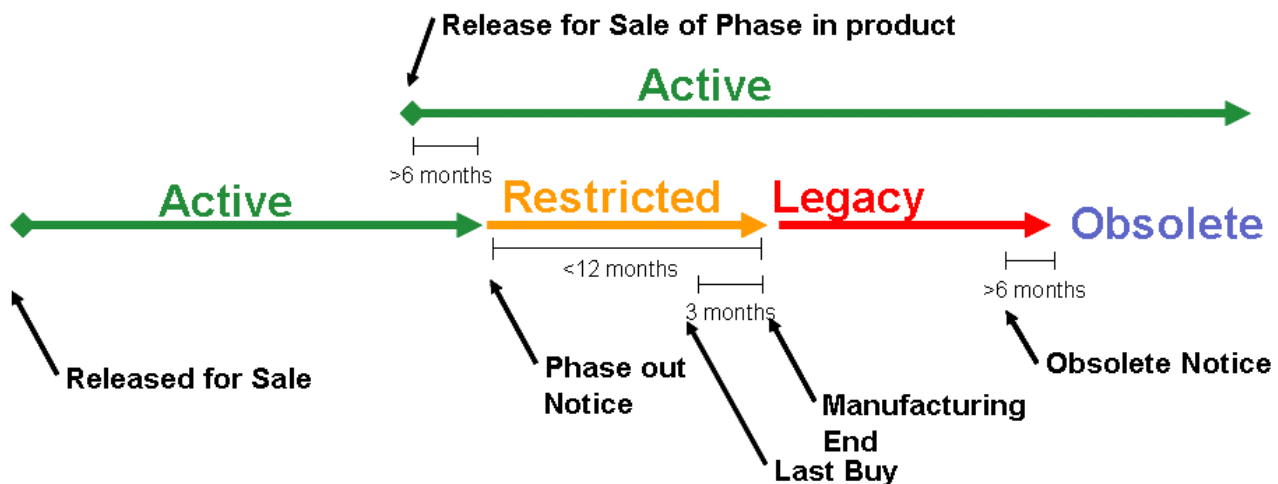 Release for Sale of Phase in product
Active
>6 months
Active
Restricted
Legacy
Obsolete
<12 months
>6 months
3 months
Released for Sale
Phase out
Notice
Obsolete Notice
Manufacturing
End
Last Buy